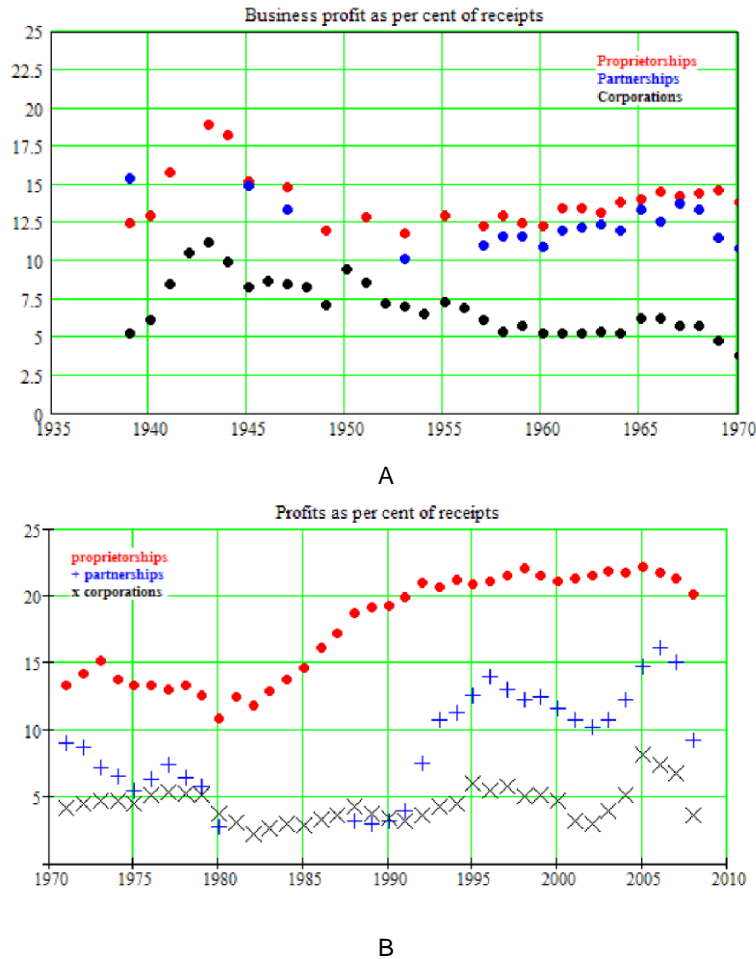 Business profit as per cent of receipts
25
22.5
20
17.5
15
12.5
10
7.5
5
2.5
0
Proprietorships
Partnerships
Corporations
1935 1940 1945 1950 1955 1960 1965 1970
A
Profits as per cent of receipts
25
20
15
10
5
proprietorships
+ partnerships
x corporations
1970 1975 1980 1985 1990 1995 2000 2005 2010
B